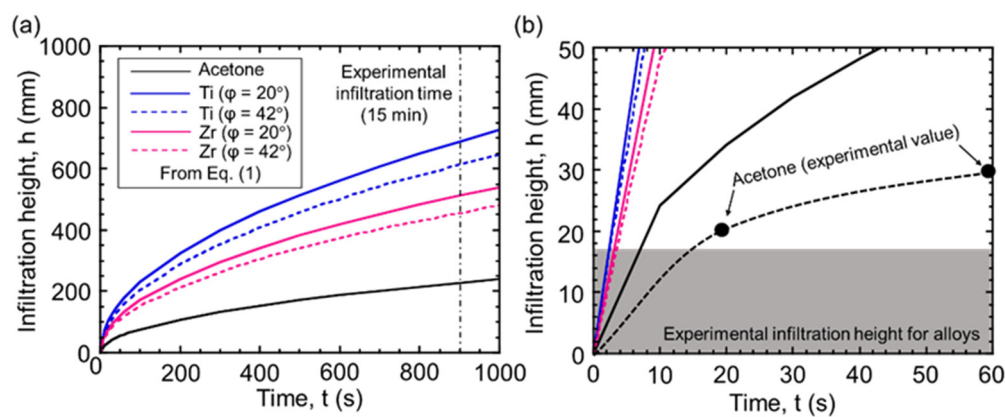 (a)
1000
800
600
400
200
0
Infiltration height, h (mm)
Acetone
Ti (φ = 20°)
Ti (φ = 42°)
Zr (φ = 20°)
Zr (φ = 42°)
From Eq. (1)
Experimental
infiltration time
(15 min)
0 200 400 600 800 1000
Time, t (s)
(b)
50
40
30
20
10
0
Infiltration height, h (mm)
Acetone (experimental value)
Experimental infiltration height for alloys
0 10 20 30 40 50 60
Time, t (s)